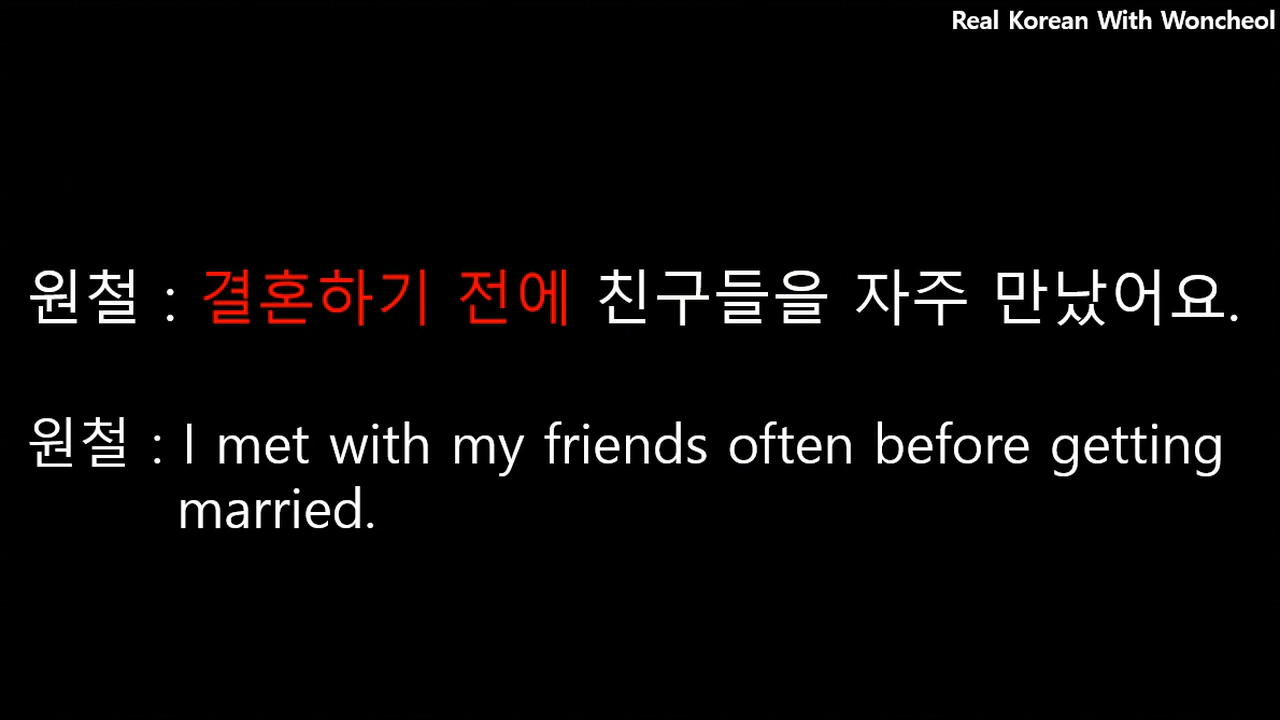 Real Korean With Woncheol
원철 : 결혼하기 전에 친구들을 자주 만났어요.
원철 : I met with my friends often before getting
married.